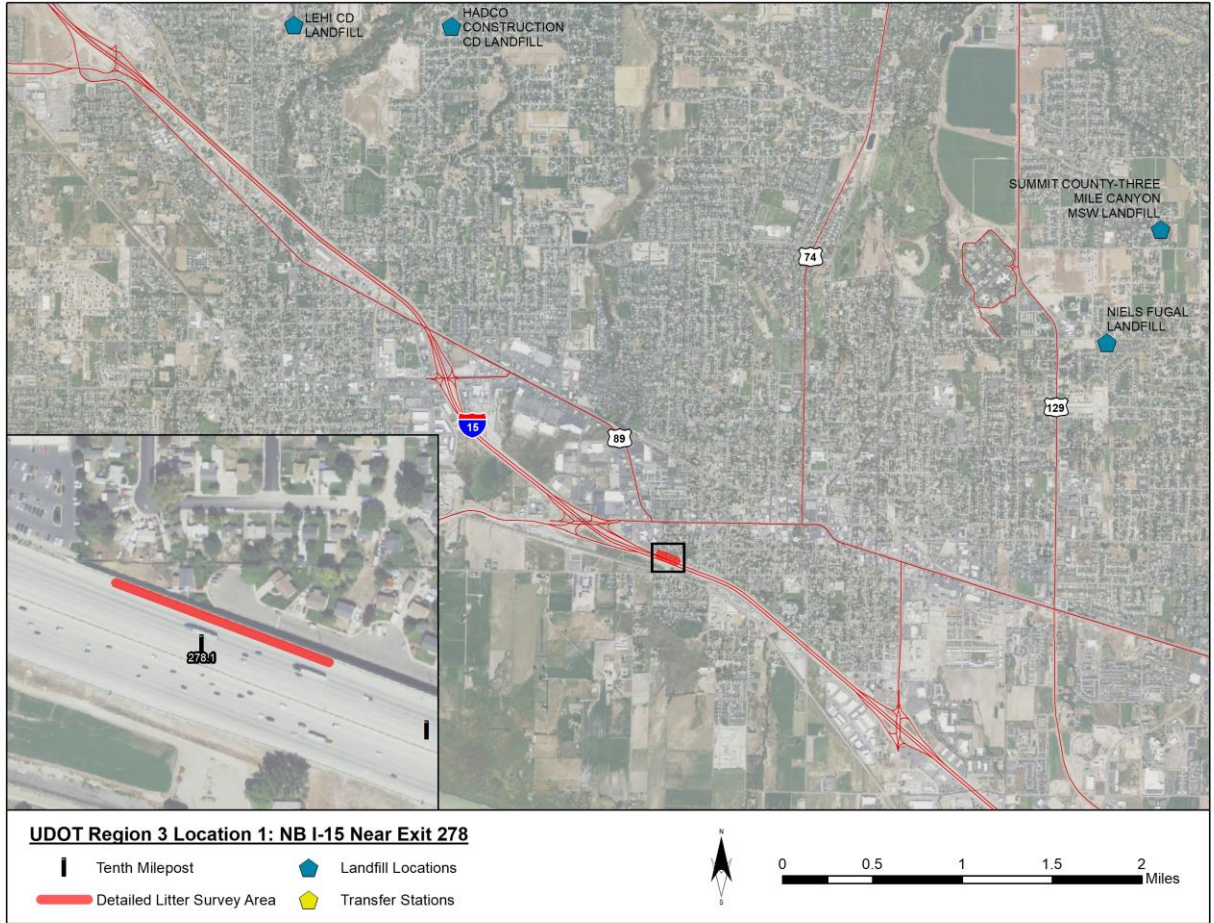 LEHI CD
LANDFILL
HADCO
CONSTRUCTION
CD LANDFILL
SUMMIT COUNTY-THREE
MILE CANYON
MSW LANDFILL
74
NIELS FUGAL
LANDFILL
129
15
89
278.1
UDOT Region 3 Location 1: NB I-15 Near Exit 278
Tenth Milepost
Landfill Locations
Detailed Litter Survey Area
Transfer Stations
N
S
0 0.5 1 1.5 2
Miles